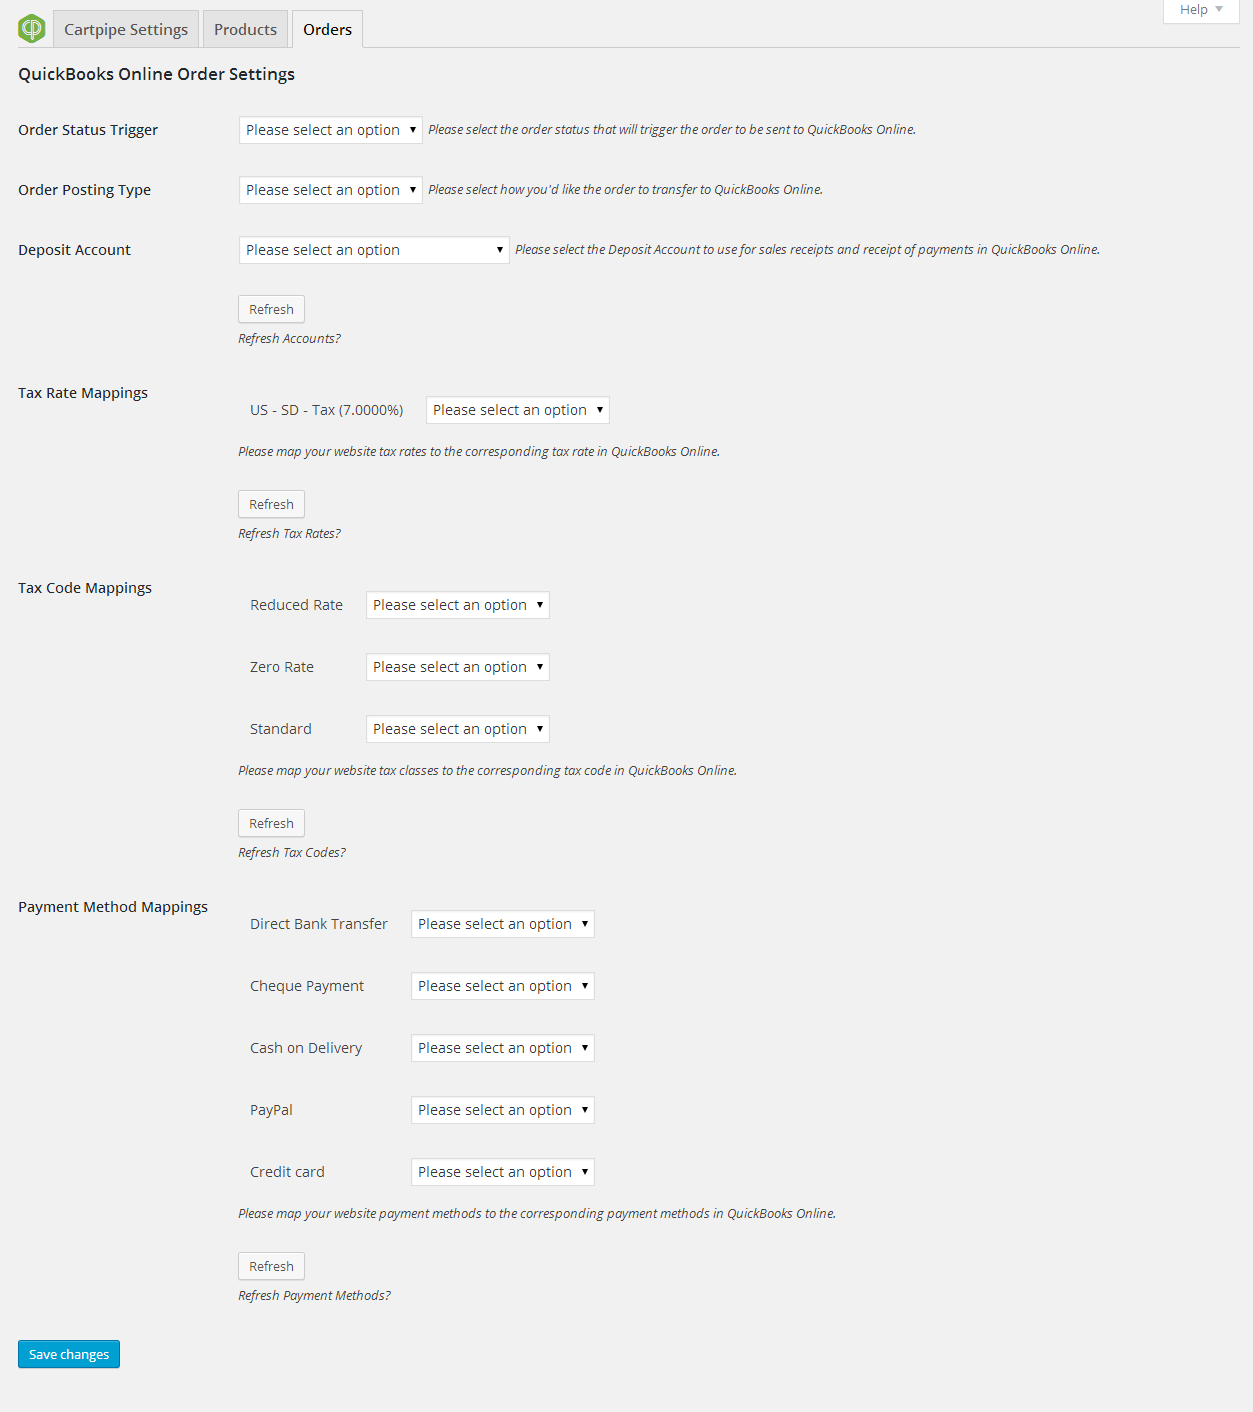 Help
cp Cartpipe Settings Products Orders
QuickBooks Online Order Settings
Order Status Trigger Please select an option Please select the order status that will trigger the order to be sent to QuickBooks Online.
Order Posting Type Please select an option Please select how you'd like the order to transfer to QuickBooks Online.
Deposit Account Please select an option Please select the Deposit Account to use for sales receipts and receipt of payments in QuickBooks Online.
Refresh
Refresh Accounts?
Tax Rate Mappings
US - SD - Tax (7.0000%) Please select an option
Please map your website tax rates to the corresponding tax rate in QuickBooks Online.
Refresh
Refresh Tax Rates?
Tax Code Mappings
Reduced Rate Please select an option
Zero Rate Please select an option
Standard Please select an option
Please map your website tax classes to the corresponding tax code in QuickBooks Online.
Refresh
Refresh Tax Codes?
Payment Method Mappings
Direct Bank Transfer Please select an option
Cheque Payment Please select an option
Cash on Delivery Please select an option
PayPal Please select an option
Credit card Please select an option
Please map your website payment methods to the corresponding payment methods in QuickBooks Online.
Refresh
Refresh Payment Methods?
Save changes